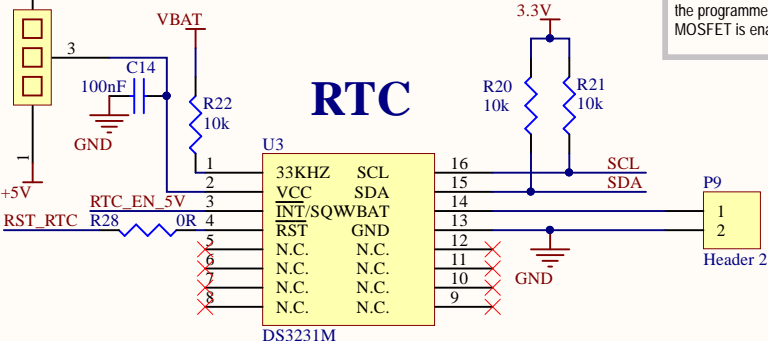 the programme
MOSFET is ena
3.3V
VBAT
3
C14
100nF
GND
R22
10k
RTC
R20
10k
R21
10k
1
+5V
U3
1
33KHZ
SCL
16
SCL
2
VCC
SDA
15
SDA
RTC_EN_5V
3
INT/SQW
VBAT
14
RST_RTC
R28
0R
4
RST
GND
13
5
N.C.
N.C.
12
6
N.C.
N.C.
11
7
N.C.
N.C.
10
8
N.C.
N.C.
9
GND
P9
1
2
Header 2
DS3231M